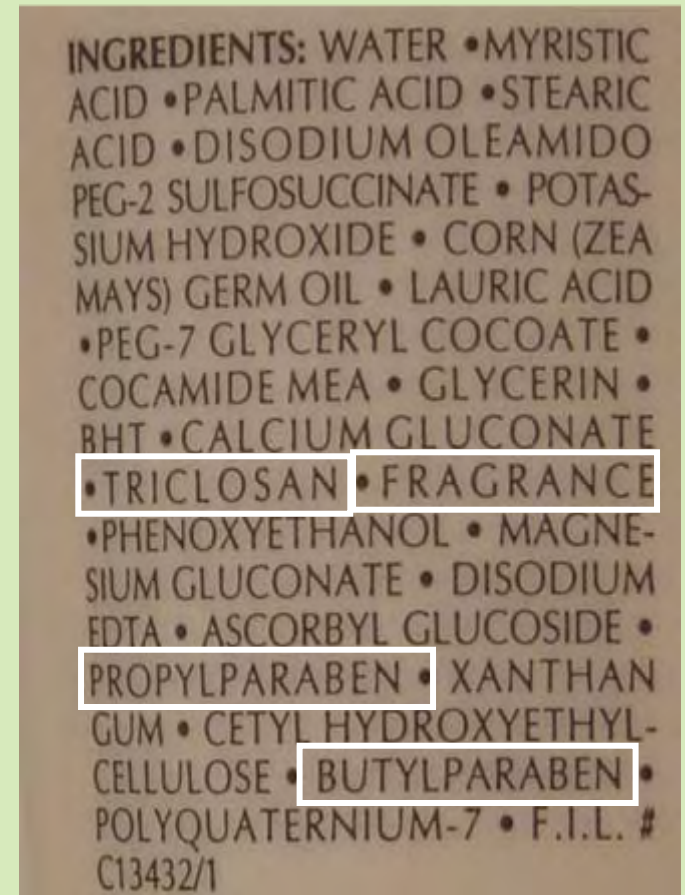 INGREDIENTS: WATER •MYRISTIC
ACID •PALMITIC ACID •STEARIC
ACID •DISODIUM OLEAMIDO
PEG-2 SULFOSUCCINATE • POTAS-
SIUM HYDROXIDE • CORN (ZEA
MAYS) GERM OIL • LAURIC ACID
•PEG-7 GLYCERYL COCOATE •
COCAMIDE MEA • GLYCERIN •
BHT •CALCIUM GLUCONATE
•TRICLOSAN •FRAGRANCE
•PHENOXYETHANOL • MAGNE-
SIUM GLUCONATE • DISODIUM
EDTA • ASCORBYL GLUCOSIDE •
PROPYLPARABEN • XANTHAN
GUM • CETYL HYDROXYETHYL-
CELLULOSE • BUTYLPARABEN •
POLYQUATERNIUM-7 • F.I.L. #
C13432/1